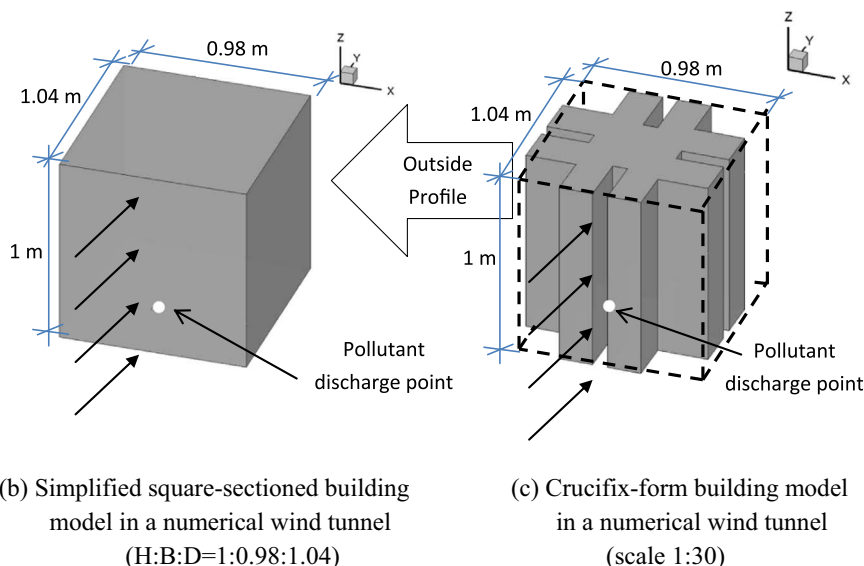 0.98 m
Z
Y
X
1.04 m
1 m
Pollutant
discharge point
Outside
Profile
Z
Y
X
0.98 m
1.04 m
1 m
Pollutant
discharge point
(b) Simplified square-sectioned building
model in a numerical wind tunnel
(H:B:D=1:0.98:1.04)
(c) Crucifix-form building model
in a numerical wind tunnel
(scale 1:30)